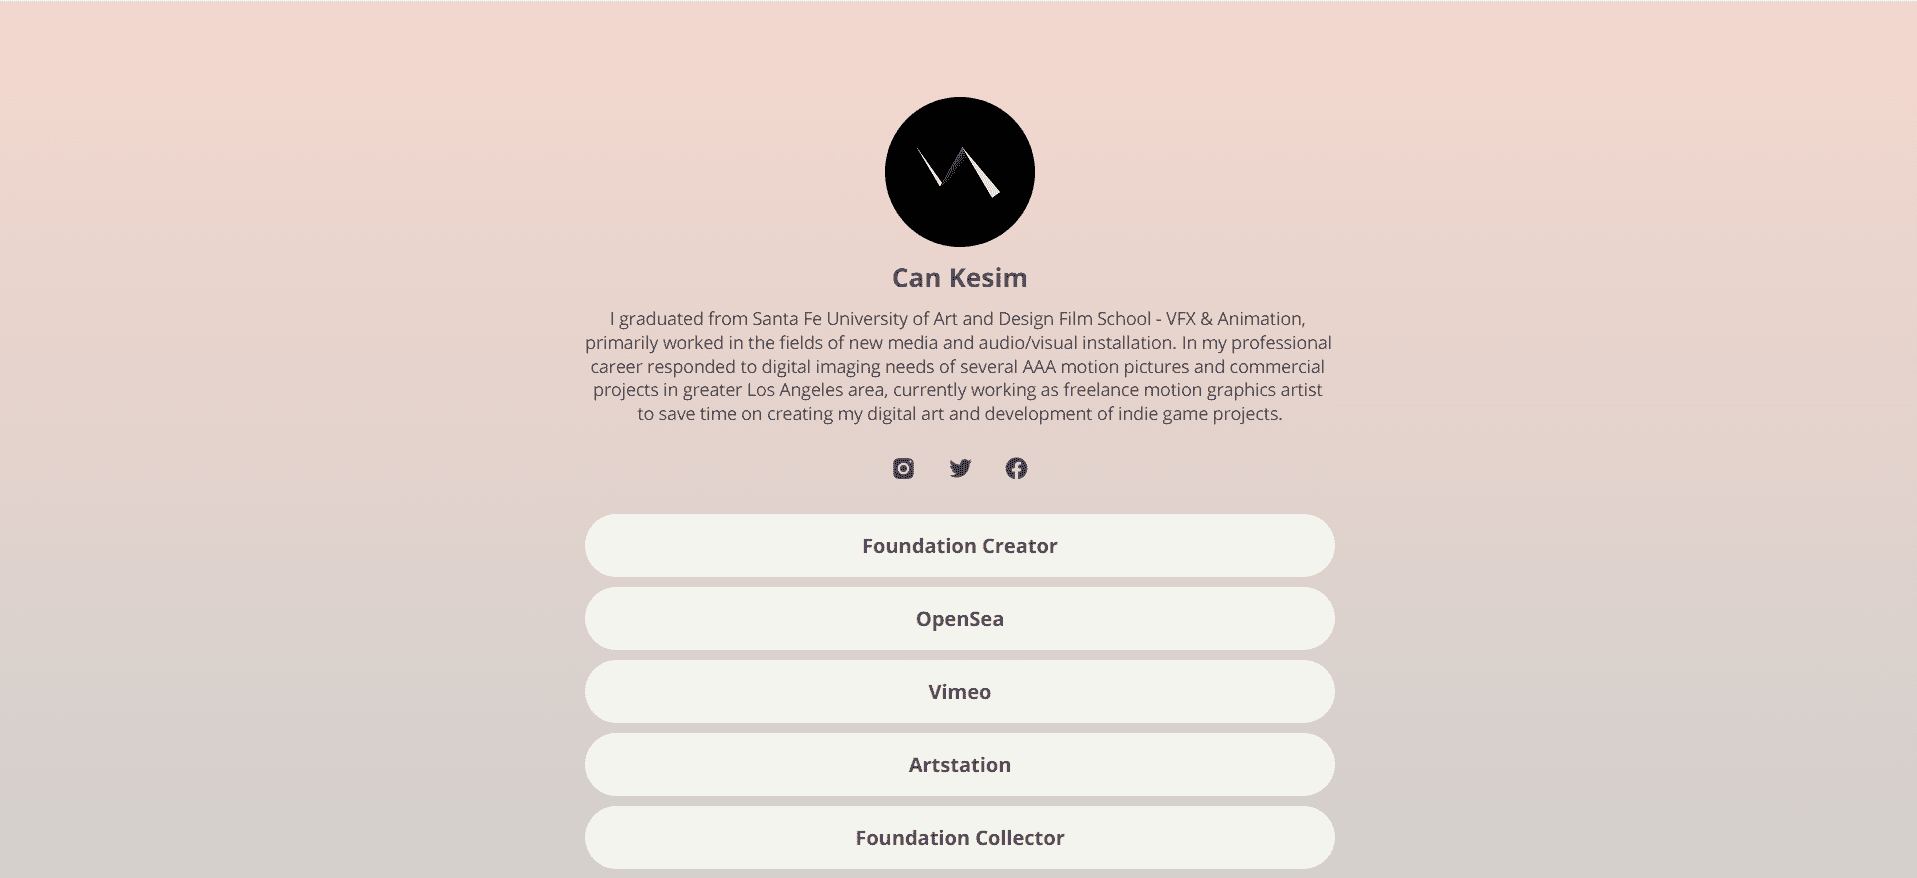 Can Kesim
I graduated from Santa Fe University of Art and Design Film School - VFX & Animation,
primarily worked in the fields of new media and audio/visual installation. In my professional
career responded to digital imaging needs of several AAA motion pictures and commercial
projects in greater Los Angeles area, currently working as freelance motion graphics artist
to save time on creating my digital art and development of indie game projects.
Foundation Creator
OpenSea
Vimeo
Artstation
Foundation Collector